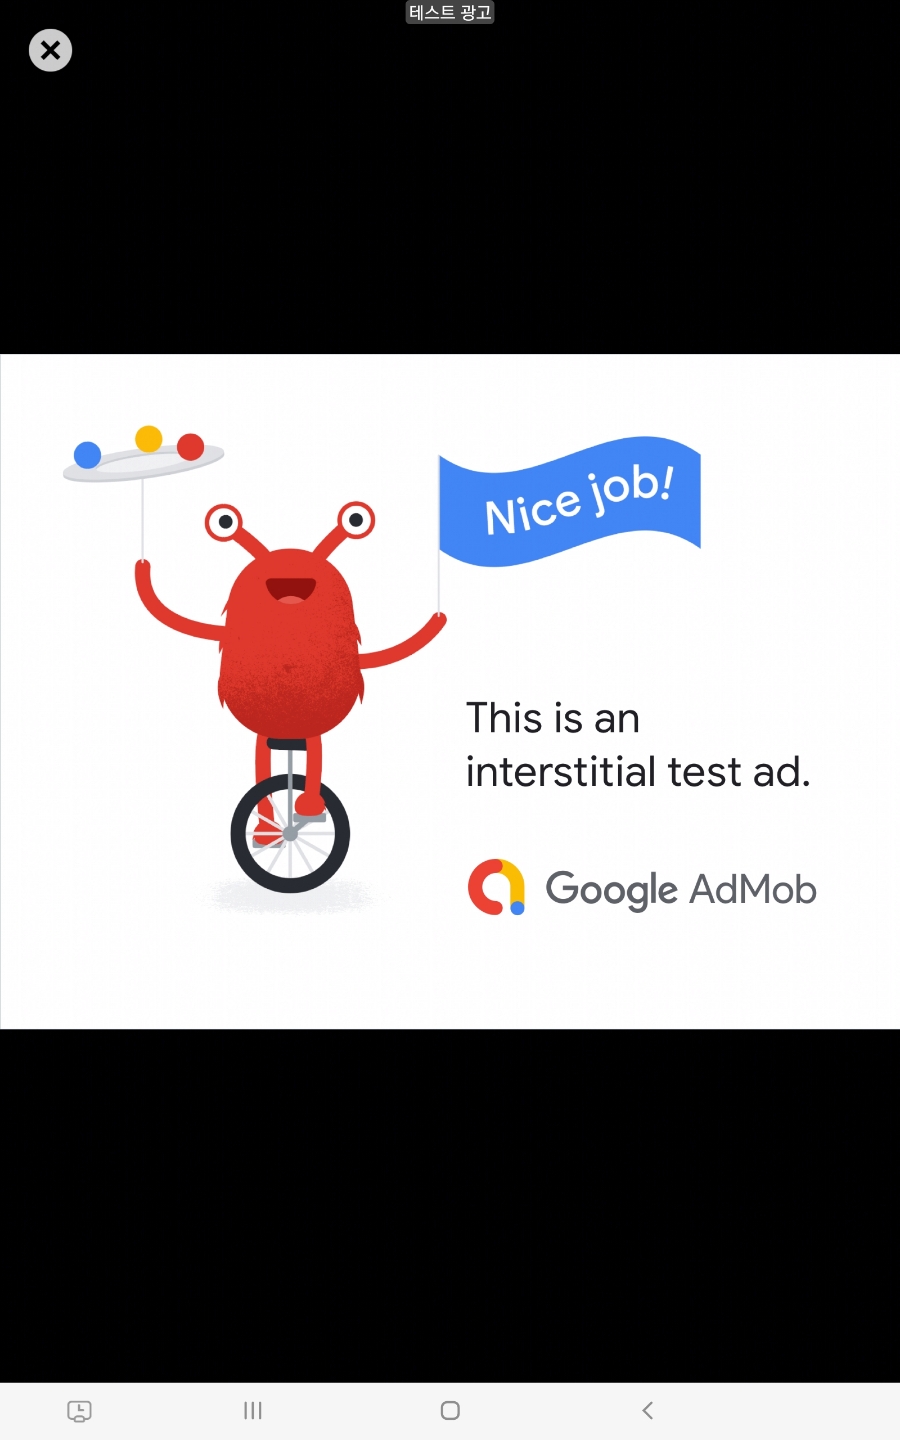 테스트 광고
Nice job!
This is an
interstitial test ad.
Google AdMob